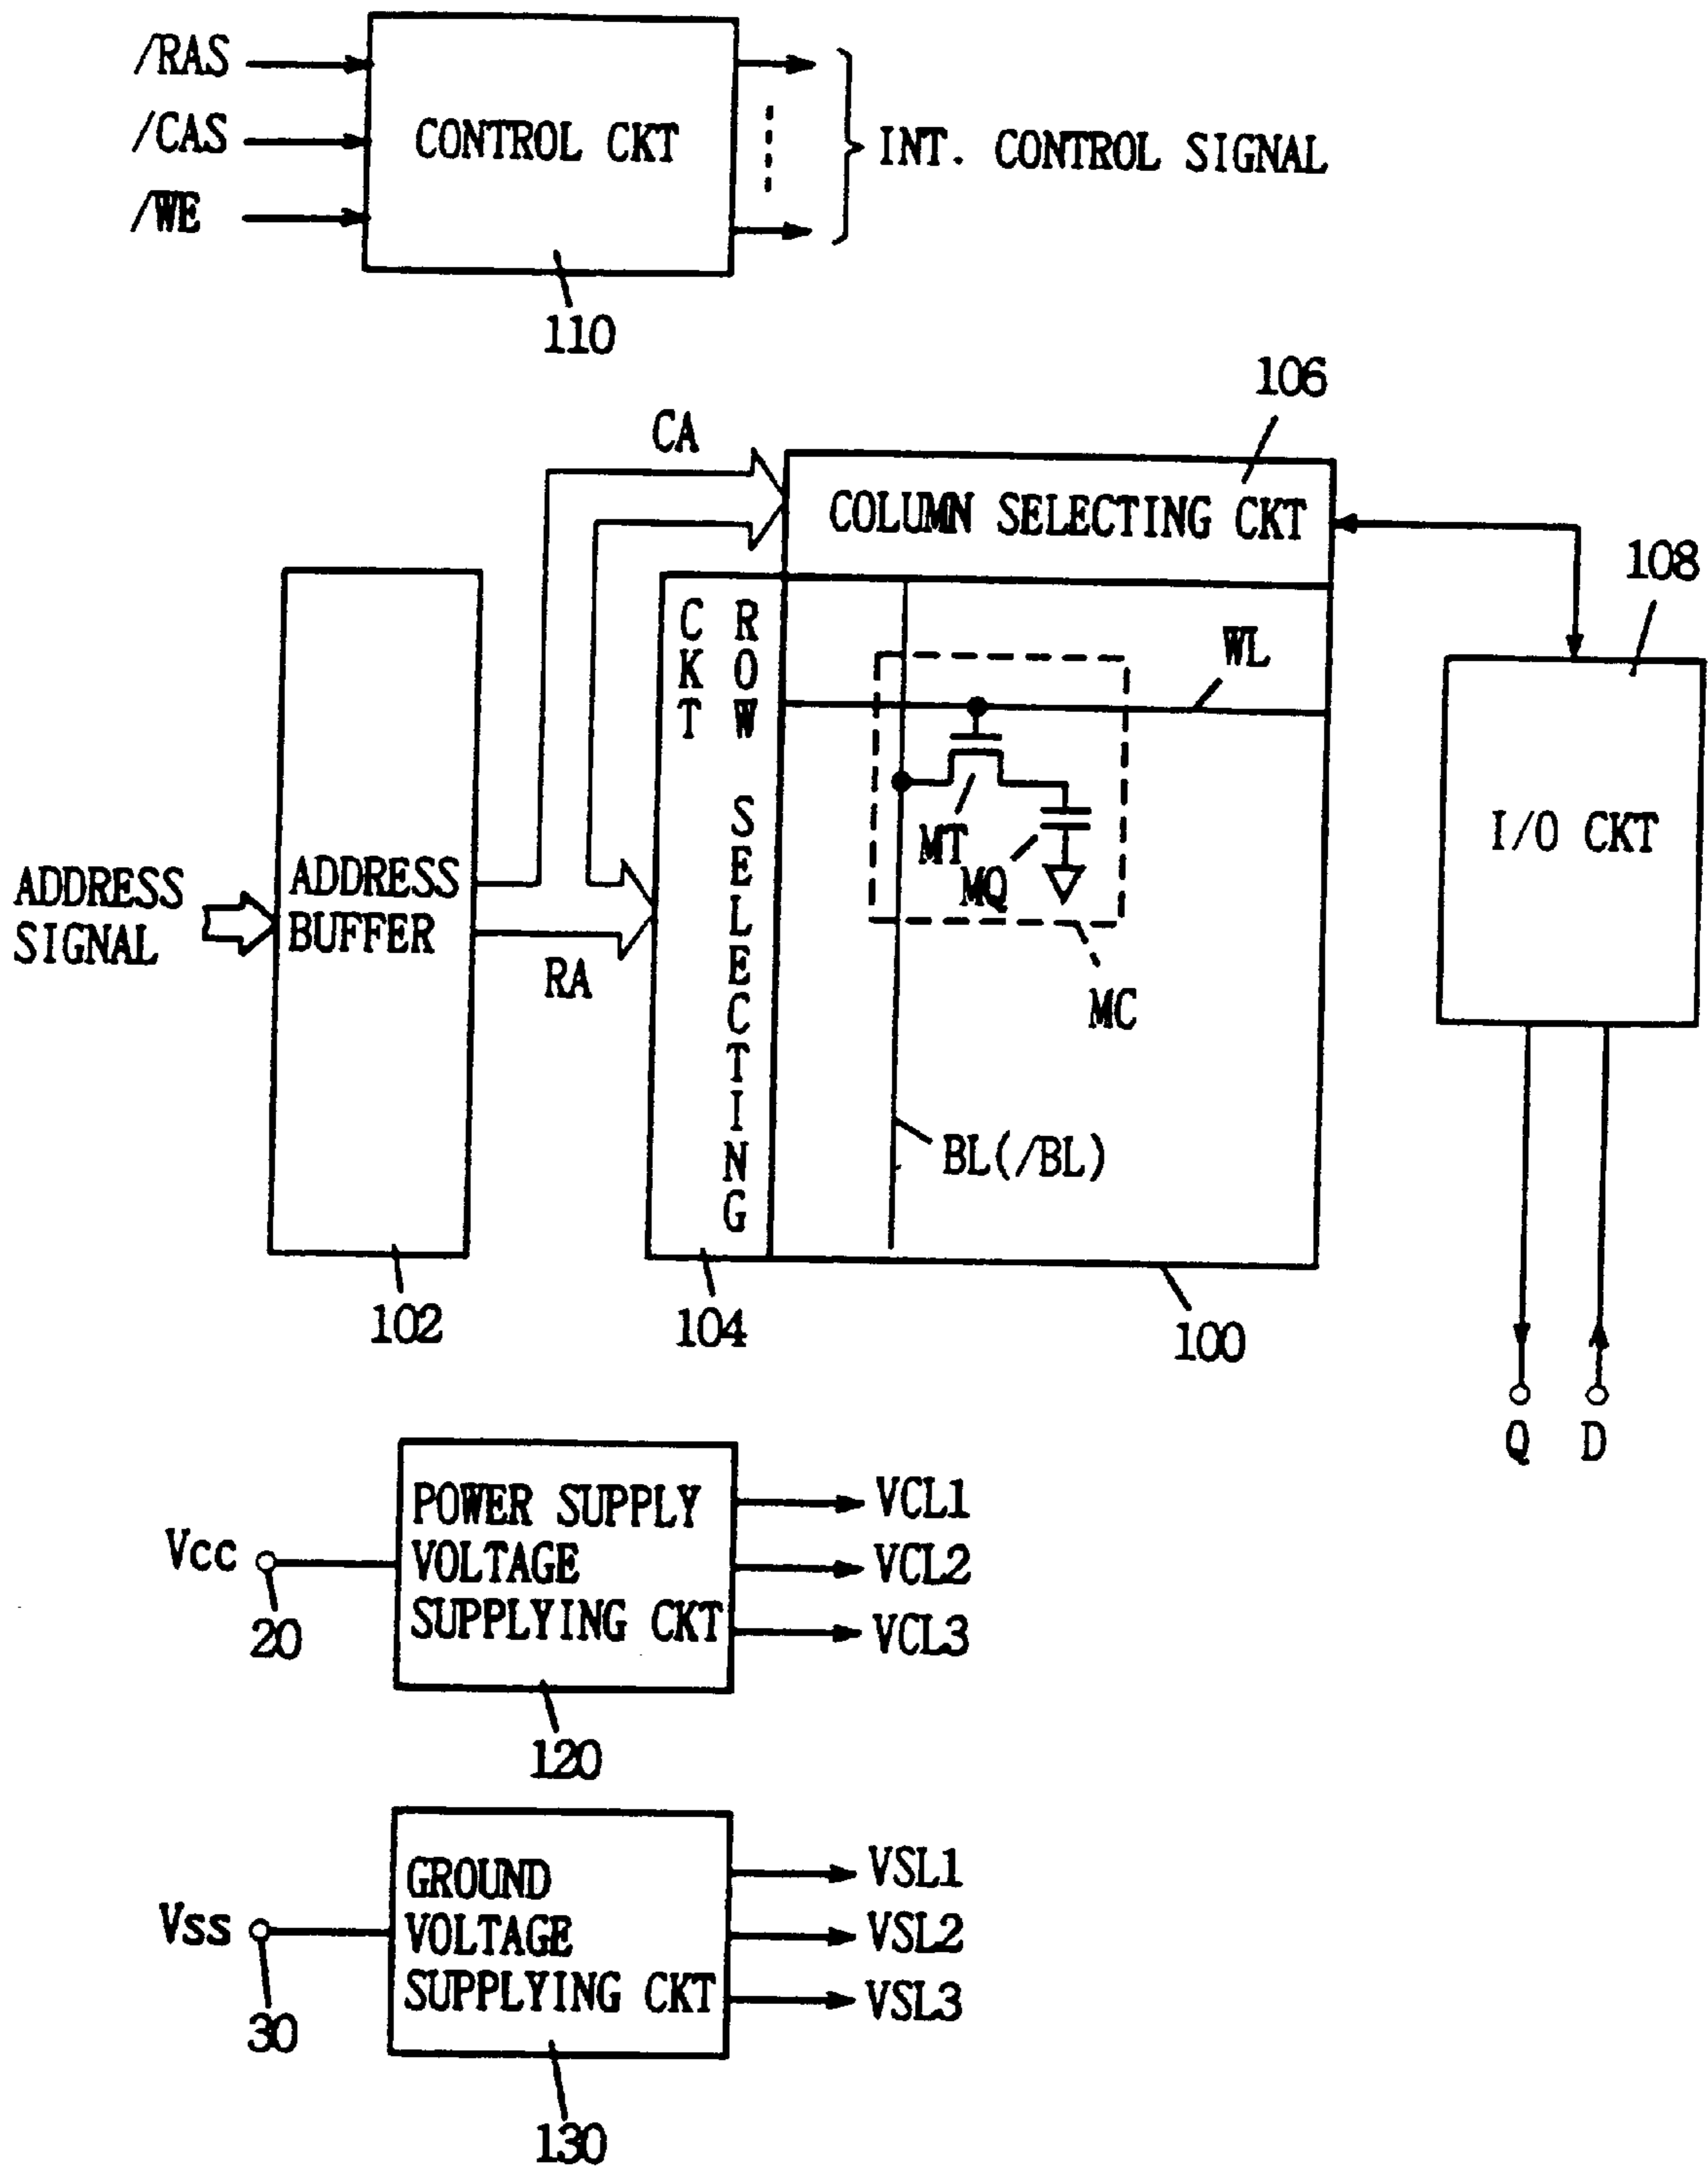 /RAS
/CAS
/WE
CONTROL CKT
INT. CONTROL SIGNAL
110
106
CA
COLUMN SELECTING CKT
108
ROW SELECTING
CKT
WL
MT
MQ
MC
I/O CKT
ADDRESS
SIGNAL
ADDRESS
BUFFER
RA
BL(/BL)
102
104
100
Q
D
POWER SUPPLY
VOLTAGE
SUPPLYING CKT
VCL1
VCL2
VCL3
Vcc
20
120
GROUND
VOLTAGE
SUPPLYING CKT
VSL1
VSL2
VSL3
Vss
30
130